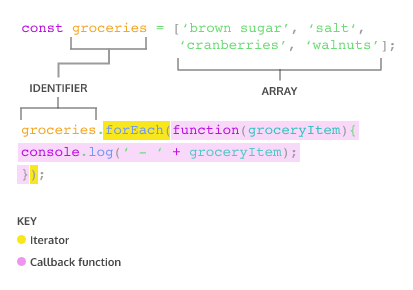 const groceries = [‘brown sugar’, ‘salt‘,
‘cranberries’, ‘walnuts’];
IDENTIFIER
ARRAY
groceries.forEach(function(groceryItem){
console.log(‘ – ‘ + groceryItem);
});
KEY
Iterator
Callback function